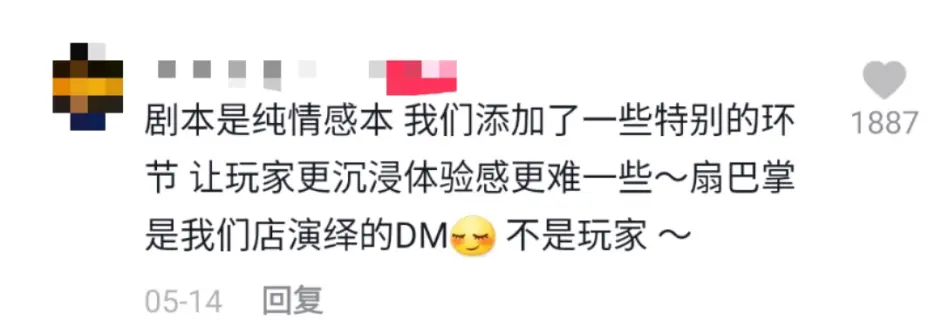 剧本是纯情感本 我们添加了一些特别的环
节 让玩家更沉浸体验感更难一些～扇巴掌
是我们店演绎的DM 不是玩家 ～
1887
05-14 回复